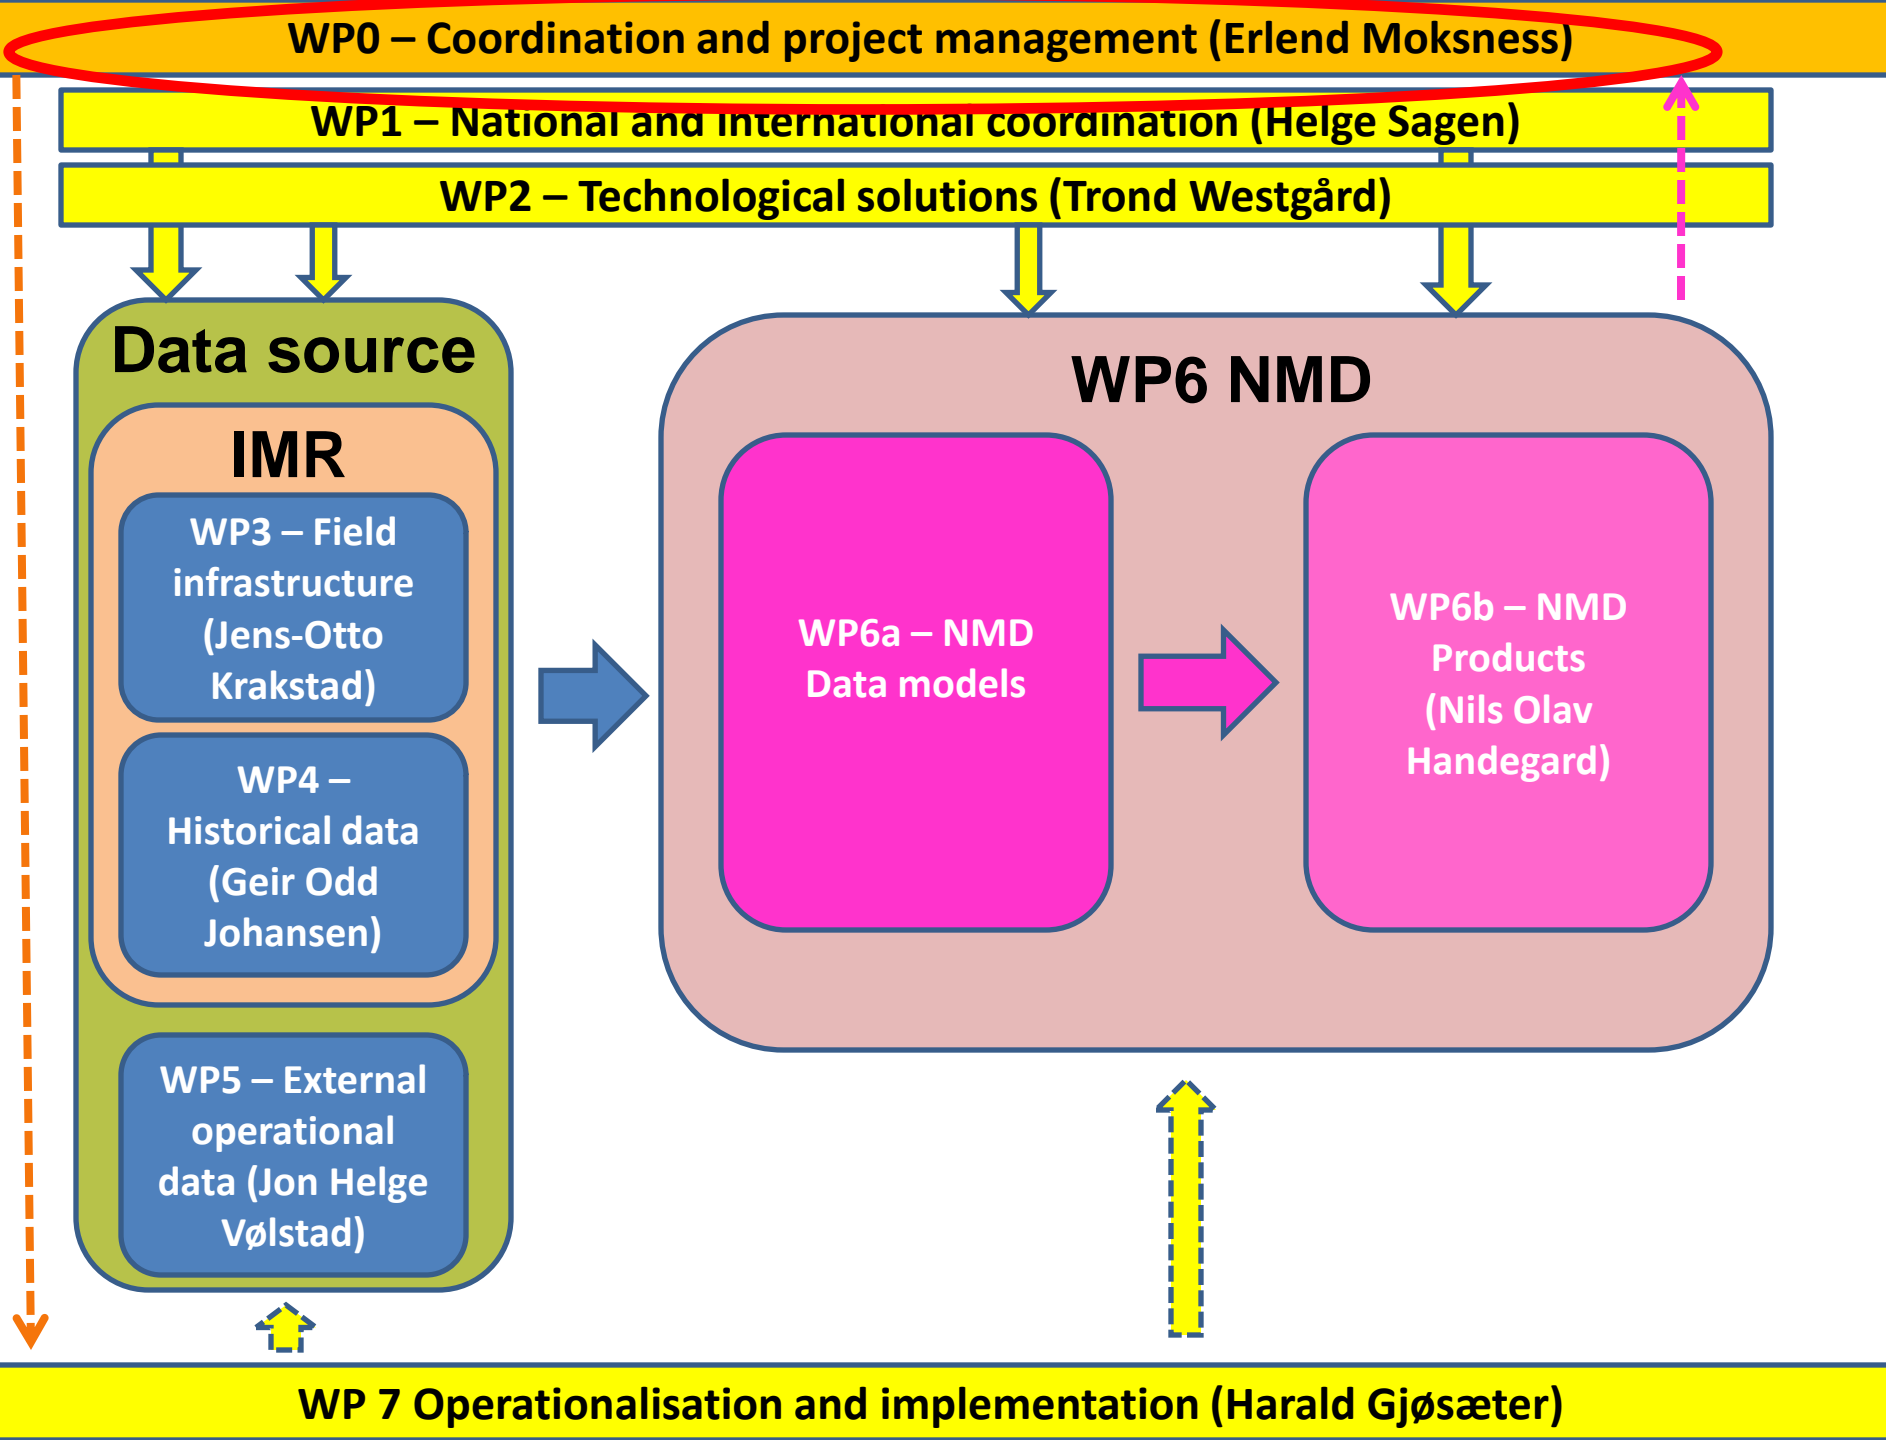 WP0 – Coordination and project management (Erlend Moksness)
WP1 – National and international coordination (Helge Sagen)
WP2 – Technological solutions (Trond Westgård)
Data source
IMR
WP3 – Field
infrastructure
(Jens-Otto
Krakstad)
WP4 –
Historical data
(Geir Odd
Johansen)
WP5 – External
operational
data (Jon Helge
Vølstad)
WP6 NMD
WP6a – NMD
Data models
WP6b – NMD
Products
(Nils Olav
Handegard)
WP 7 Operationalisation and implementation (Harald Gjøsæter)